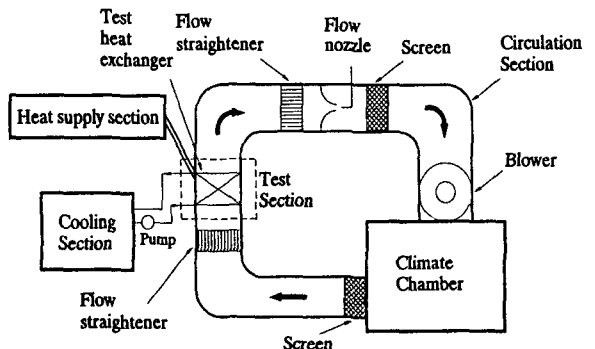 Test
heat
exchanger
Flow
straightener
Flow
nozzle
Screen
Circulation
Section
Heat supply section
Blower
Test
Section
Cooling
Section
Pump
Climate
Chamber
Flow
straightener
Screen